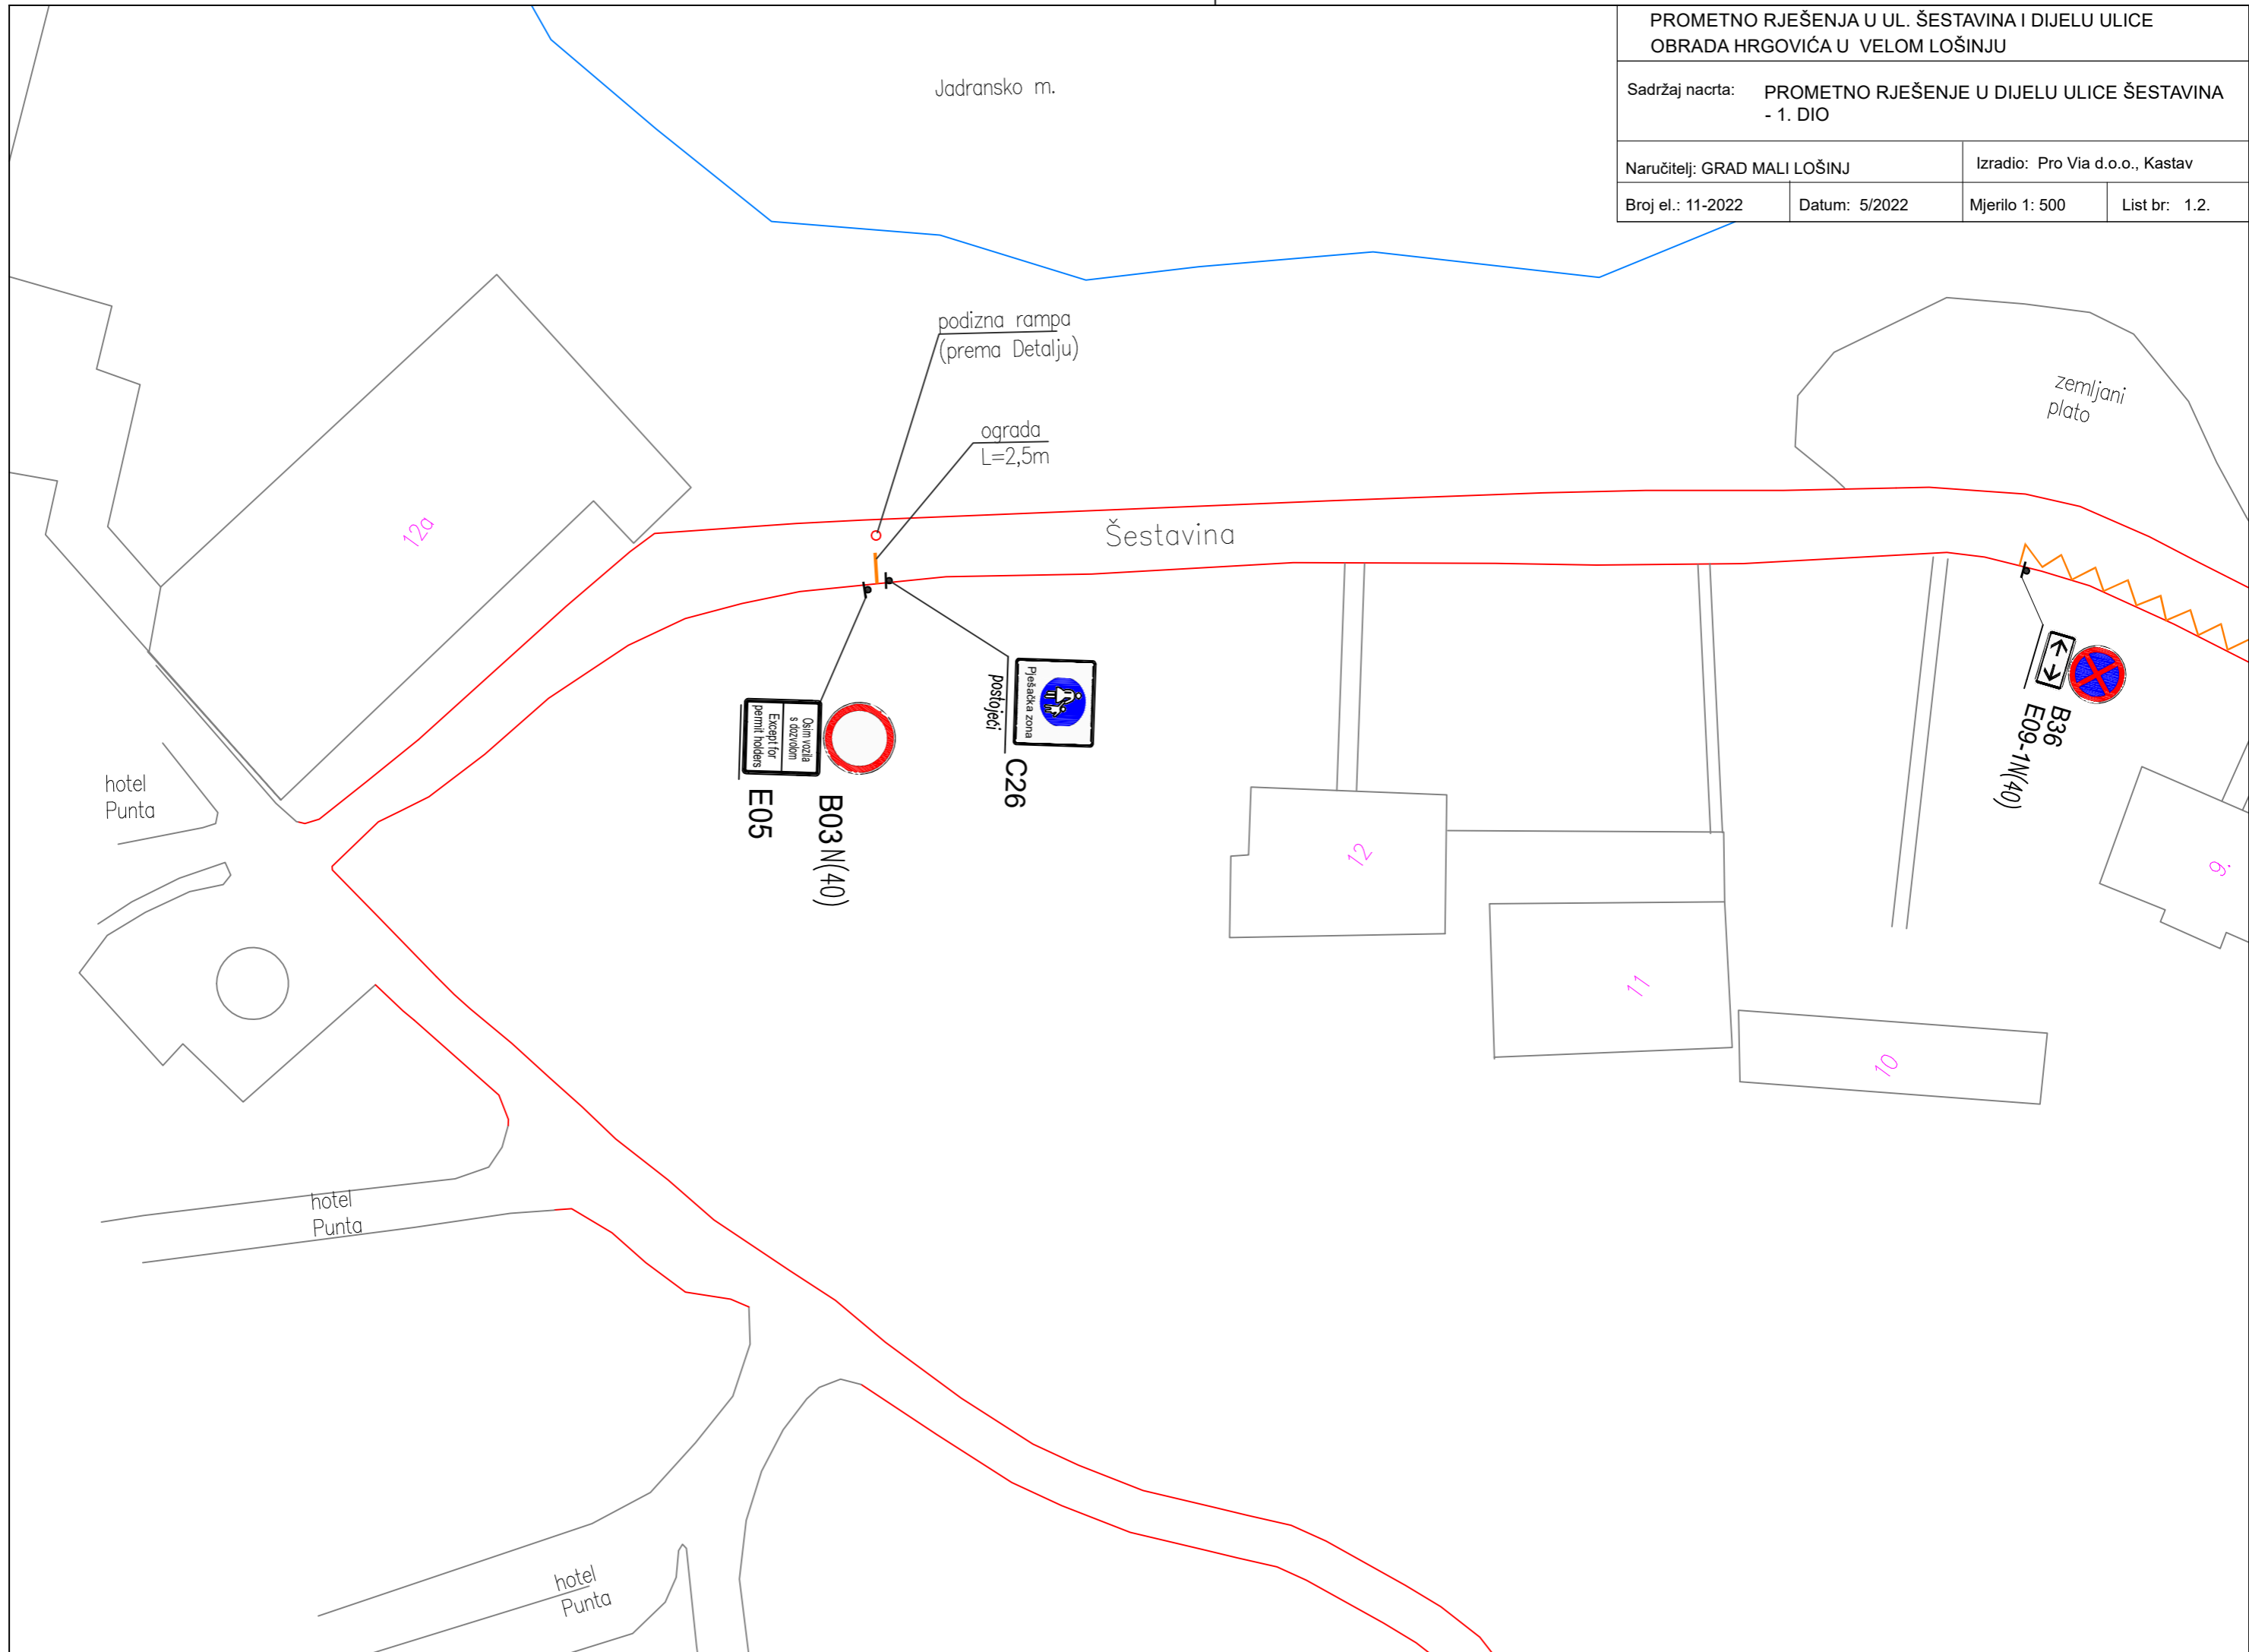 PROMETNO RJEŠENJA U UL. ŠESTAVINA I DIJELU ULICE
OBRADA HRGOVIĆA U VELOM LOŠINJU
Sadržaj nacrta: PROMETNO RJEŠENJE U DIJELU ULICE ŠESTAVINA
- 1. DIO
Naručitelj: GRAD MALI LOŠINJ
Izradio: Pro Via d.o.o., Kastav
Broj el.: 11-2022
Datum: 5/2022
Mjerilo 1: 500
List br: 1.2.
Jadransko m.
podizna rampa
(prema Detalju)
ograda
L=2,5m
zemljani
plato
12a
Šestavina
Pješačka zona
postojeći
C26
Osim vozila
s dozvolom
Except for
permit holders
E05
B03 N(40)
B36
E09-1N(40)
hotel
Punta
12
11
10
9.
hotel
Punta
hotel
Punta